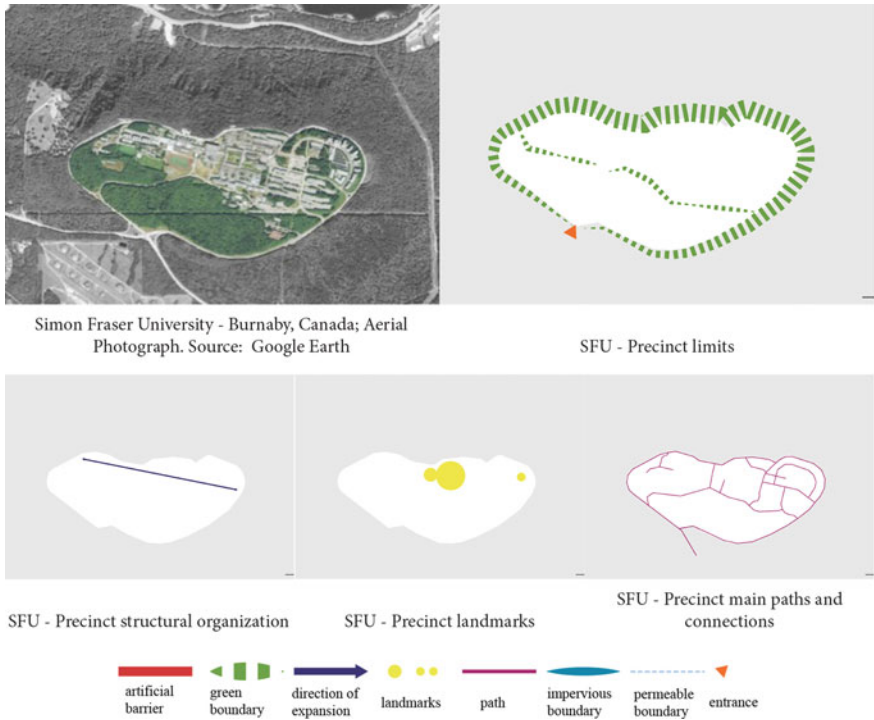 Simon Fraser University - Burnaby, Canada; Aerial
Photograph. Source: Google Earth
SFU - Precinct limits
SFU - Precinct structural organization
SFU - Precinct landmarks
SFU - Precinct main paths and
connections
artificial
barrier
green
boundary
direction of
expansion
landmarks
path
impervious
boundary
permeable
boundary
entrance